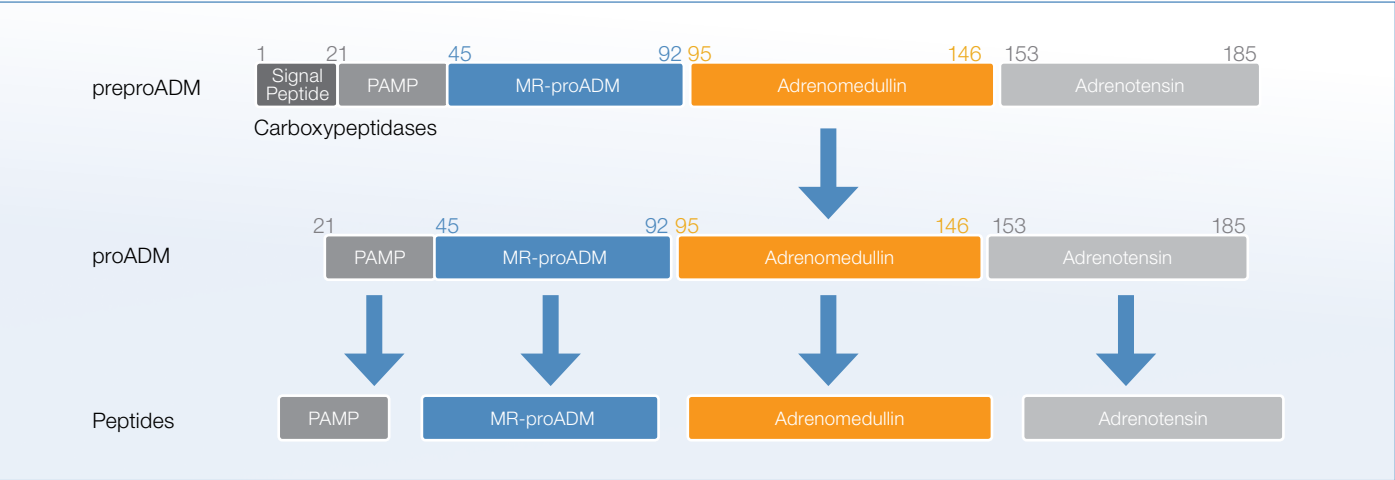 1 21 45 92 95 146 153 185
preproADM
Signal
Peptide
PAMP
MR-proADM
Adrenomedullin
Adrenotensin
Carboxypeptidases
21 45 92 95 146 153 185
proADM
PAMP
MR-proADM
Adrenomedullin
Adrenotensin
Peptides
PAMP
MR-proADM
Adrenomedullin
Adrenotensin